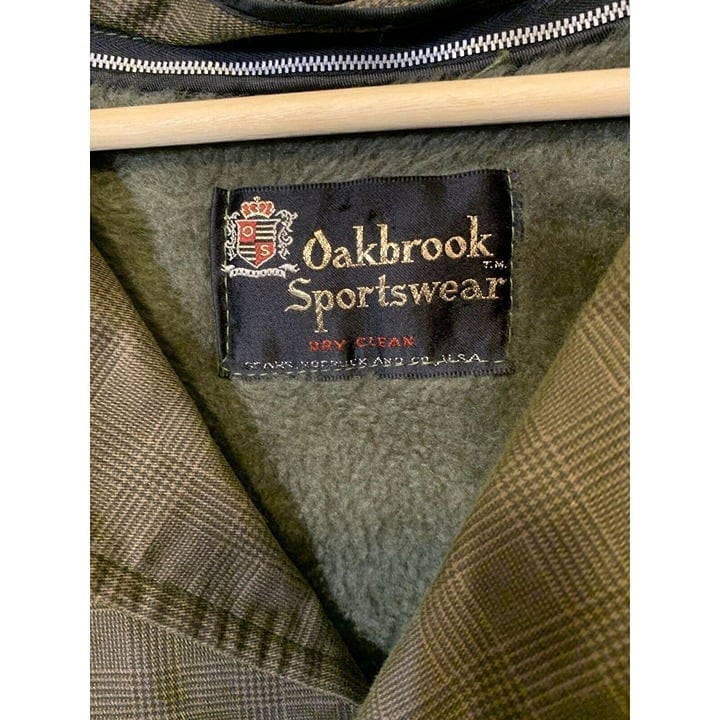 O
S
Oakbrook
T.M.
Sportswear
DRY CLEAN
SEARS, ROEBUCK AND CO. U.S.A.